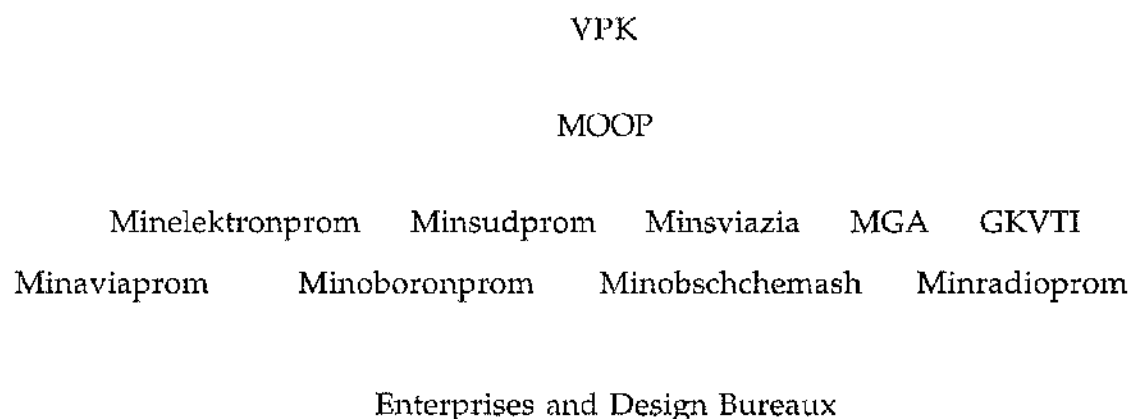 VPK
MOOP
Minelektronprom Minsudprom Minsviazia MGA GKVTI
Minaviaprom Minoboronprom Minobschchemash Minradioprom
Enterprises and Design Bureaux